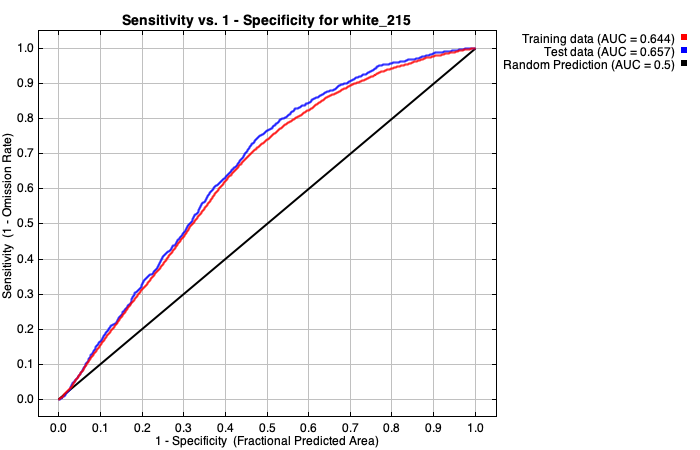 Sensitivity vs. 1 - Specificity for white_215
Training data (AUC = 0.644)
Test data (AUC = 0.657)
Random Prediction (AUC = 0.5)
Sensitivity (1 - Omission Rate)
1.0
0.9
0.8
0.7
0.6
0.5
0.4
0.3
0.2
0.1
0.0
0.0 0.1 0.2 0.3 0.4 0.5 0.6 0.7 0.8 0.9 1.0
1 - Specificity (Fractional Predicted Area)